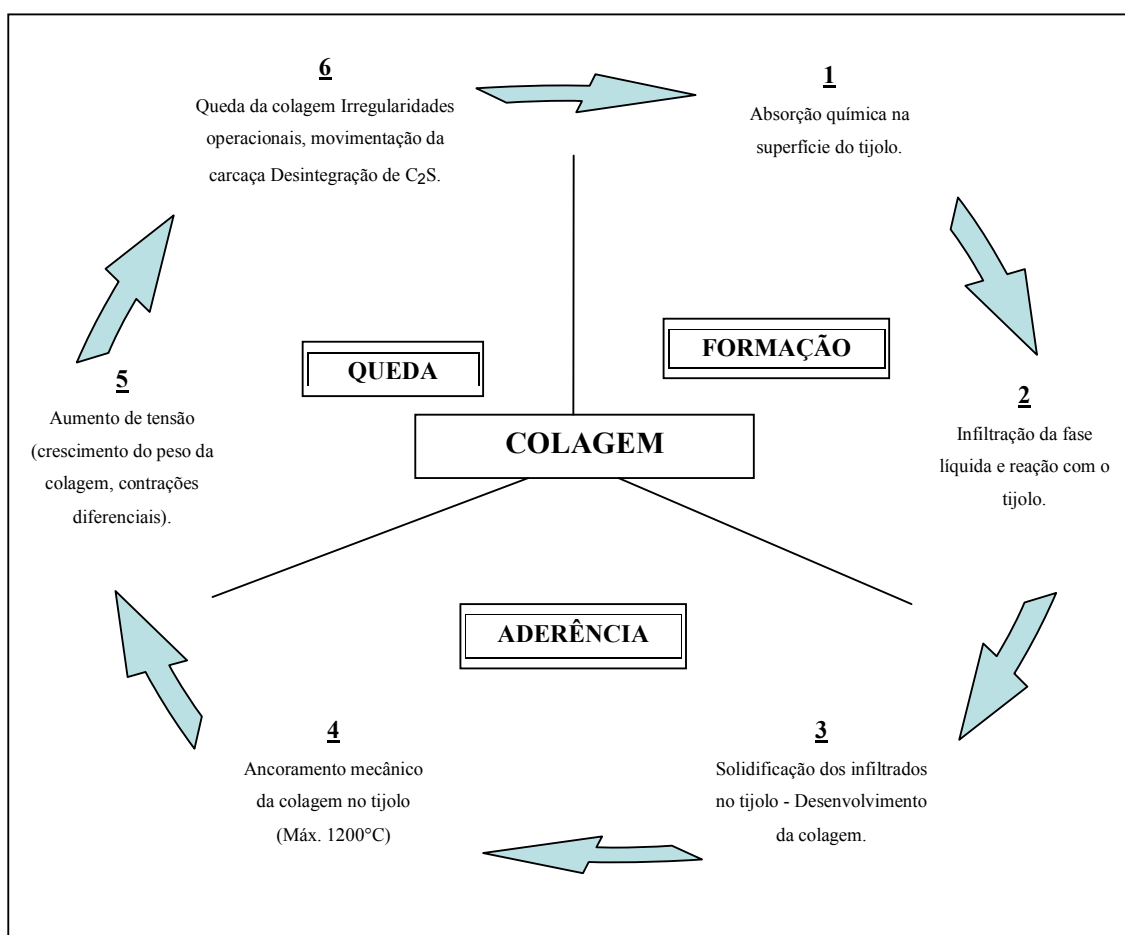 6
Queda da colagem Irregularidades
operacionais, movimentação da
carcaça Desintegração de C₂S.
1
Absorção química na
superfície do tijolo.
FORMAÇÃO
QUEDA
5
Aumento de tensão
(crescimento do peso da
colagem, contrações
diferenciais).
COLAGEM
2
Infiltração da fase
líquida e reação com o
tijolo.
ADERÊNCIA
4
Ancoramento mecânico
da colagem no tijolo
(Máx. 1200°C)
3
Solidificação dos infiltrados
no tijolo - Desenvolvimento
da colagem.